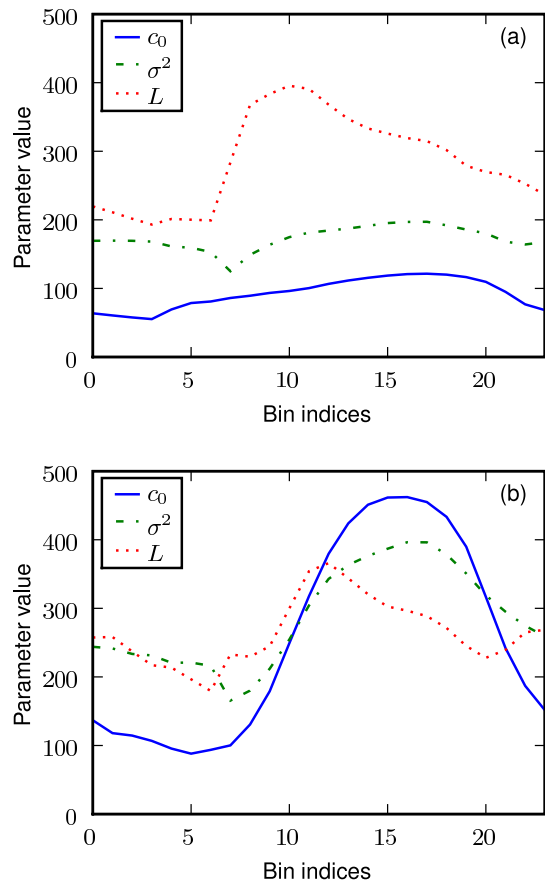 500
400
300
200
100
0
Parameter value
c₀
σ²
L
(a)
0 5 10 15 20
Bin indices
500
400
300
200
100
0
Parameter value
c₀
σ²
L
(b)
0 5 10 15 20
Bin indices